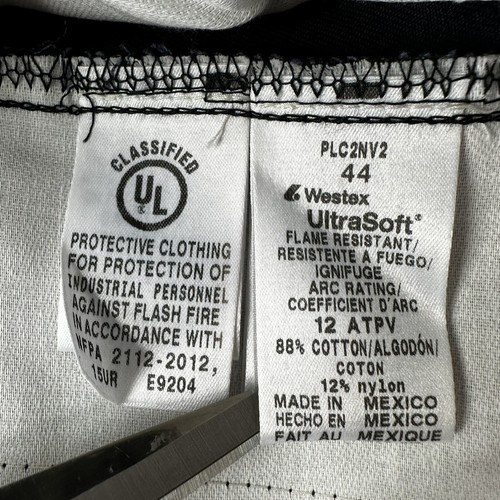 CLASSIFIED
UL
PROTECTIVE CLOTHING
FOR PROTECTION OF
INDUSTRIAL PERSONNEL
AGAINST FLASH FIRE
IN ACCORDANCE WITH
NFPA 2112-2012,
15UR E9204
PLC2NV2
44
Westex
UltraSoft®
FLAME RESISTANT/
RESISTENTE A FUEGO/
IGNIFUGE
ARC RATING/
COEFFICIENT D'ARC
12 ATPV
88% COTTON/ALGODÓN/
COTON
12% nylon
MADE IN MEXICO
HECHO EN MEXICO
FAIT AU MEXIQUE